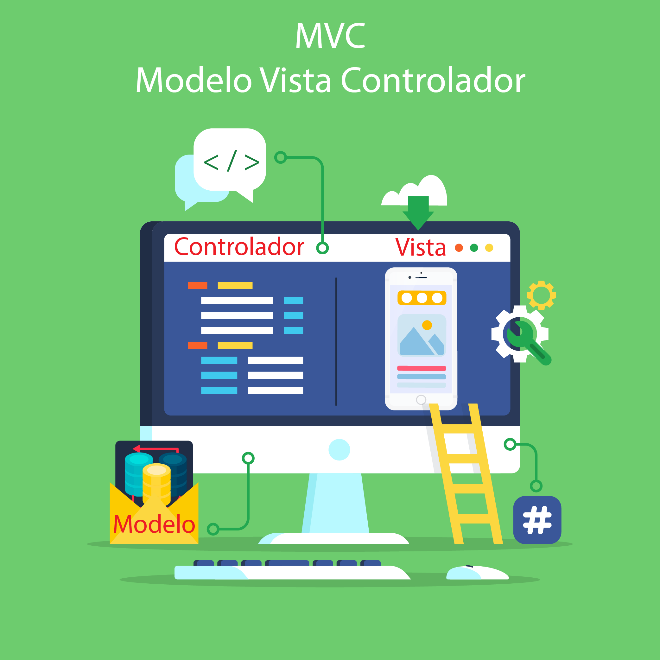 MVC
Modelo Vista Controlador
</>
Controlador
Vista
Modelo
#